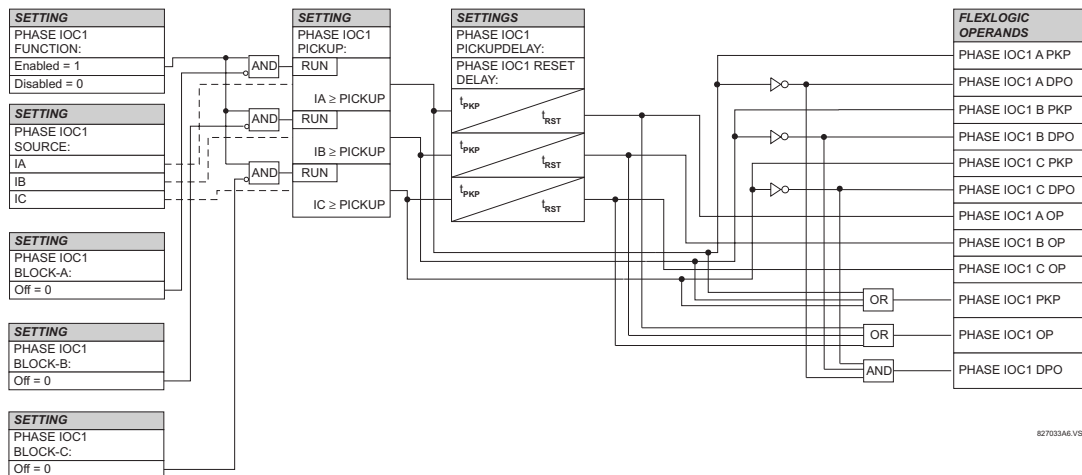 SETTING
PHASE IOC1
FUNCTION:
Enabled = 1
Disabled = 0
SETTING
PHASE IOC1
SOURCE:
IA
IB
IC
SETTING
PHASE IOC1
BLOCK-A:
Off = 0
SETTING
PHASE IOC1
BLOCK-B:
Off = 0
SETTING
PHASE IOC1
BLOCK-C:
Off = 0
AND
AND
AND
SETTING
PHASE IOC1
PICKUP:
RUN
IA ≥ PICKUP
RUN
IB ≥ PICKUP
RUN
IC ≥ PICKUP
SETTINGS
PHASE IOC1
PICKUPDELAY:
PHASE IOC1 RESET
DELAY:
tPKP
tRST
tPKP
tRST
tPKP
tRST
OR
OR
AND
FLEXLOGIC
OPERANDS
PHASE IOC1 A PKP
PHASE IOC1 A DPO
PHASE IOC1 B PKP
PHASE IOC1 B DPO
PHASE IOC1 C PKP
PHASE IOC1 C DPO
PHASE IOC1 A OP
PHASE IOC1 B OP
PHASE IOC1 C OP
PHASE IOC1 PKP
PHASE IOC1 OP
PHASE IOC1 DPO
827033A6.VS